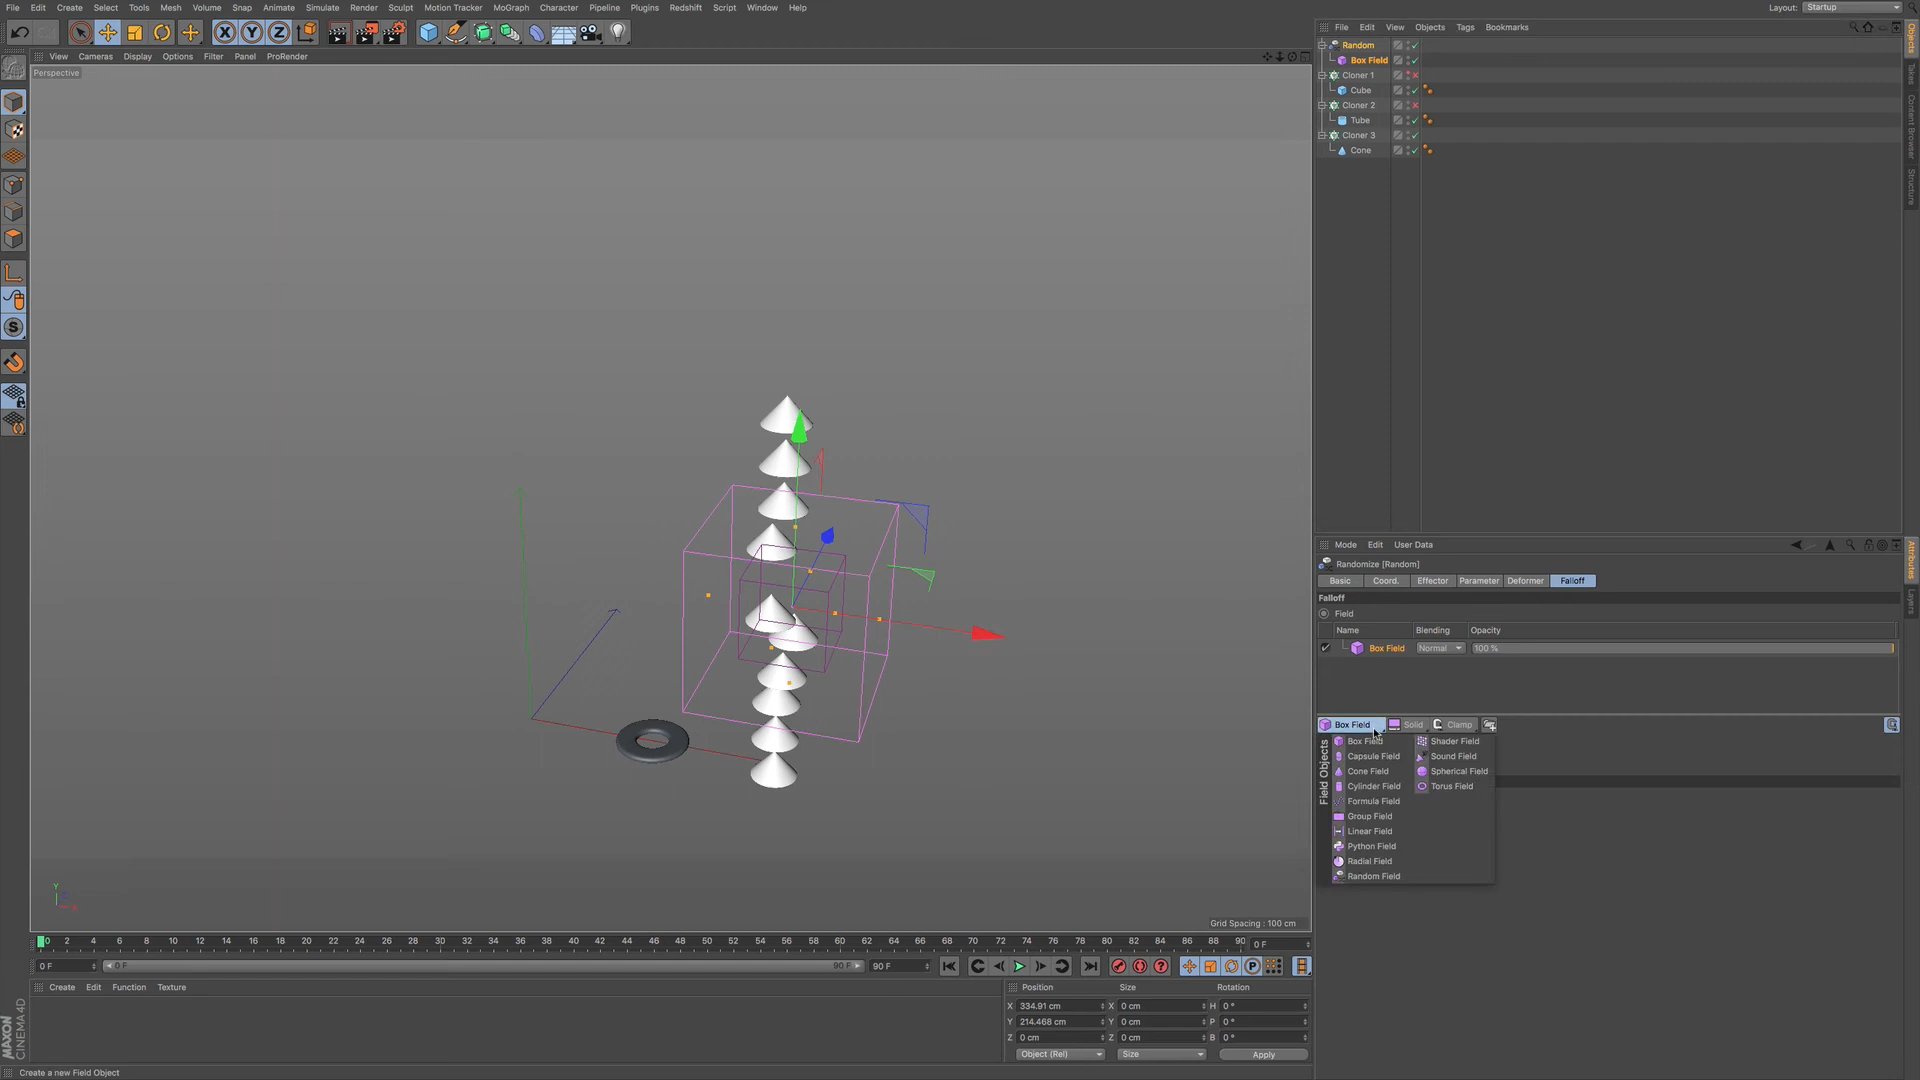 File Edit Create Select Tools Mesh Volume Snap Animate Simulate Render Sculpt Motion Tracker MoGraph Character Pipeline Plugins Redshift Script Window Help Layout: Startup
X Y Z
File Edit View Objects Tags Bookmarks
View Cameras Display Options Filter Panel ProRender
Perspective
Random
Box Field
Cloner 1
Cube
Cloner 2
Tube
Cloner 3
Cone
Objects
Takes
Content Browser
Structure
Mode Edit User Data
Randomize [Random]
Basic Coord. Effector Parameter Deformer Falloff
Falloff
Field
Name Blending Opacity
Box Field Normal 100 %
Box Field Solid Clamp
Field Objects
Box Field Shader Field
Capsule Field Sound Field
Cone Field Spherical Field
Cylinder Field Torus Field
Formula Field
Group Field
Linear Field
Python Field
Radial Field
Random Field
Attributes
Layers
Y
X
Grid Spacing : 100 cm
0 2 4 6 8 10 12 14 16 18 20 22 24 26 28 30 32 34 36 38 40 42 44 46 48 50 52 54 56 58 60 62 64 66 68 70 72 74 76 78 80 82 84 86 88 90 0 F
0 F 0 F 90 F 90 F
Create Edit Function Texture
Position Size Rotation
X 334.91 cm X 0 cm H 0 °
Y 214.468 cm Y 0 cm P 0 °
Z 0 cm Z 0 cm B 0 °
Object (Rel) Size Apply
MAXON CINEMA 4D
Create a new Field Object